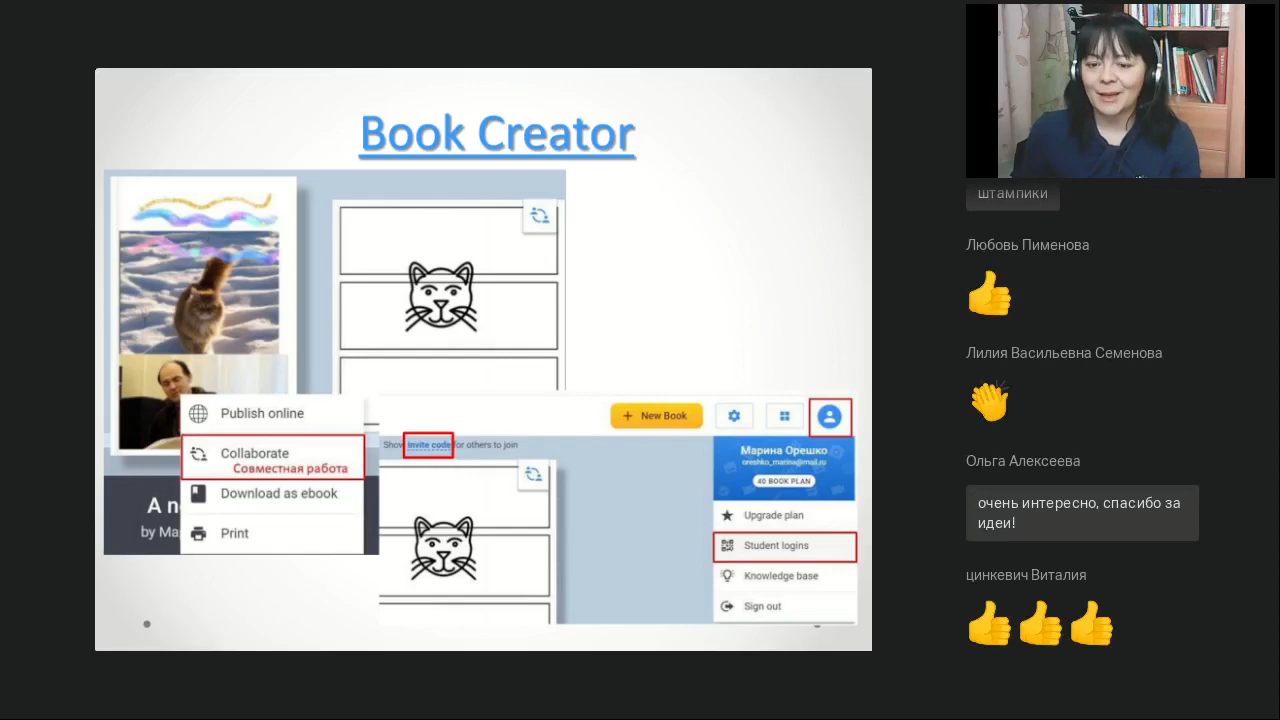 Book Creator
Publish online
Collaborate
Совместная работа
Download as ebook
Print
A n
by Ma
New Book
Show invite code for others to join
Марина Орешко
oreshko_marina@mail.ru
40 BOOK PLAN
Upgrade plan
Student logins
Knowledge base
Sign out
штампики
Любовь Пименова
Лилия Васильевна Семенова
Ольга Алексеева
очень интересно, спасибо за
идеи!
цинкевич Виталия